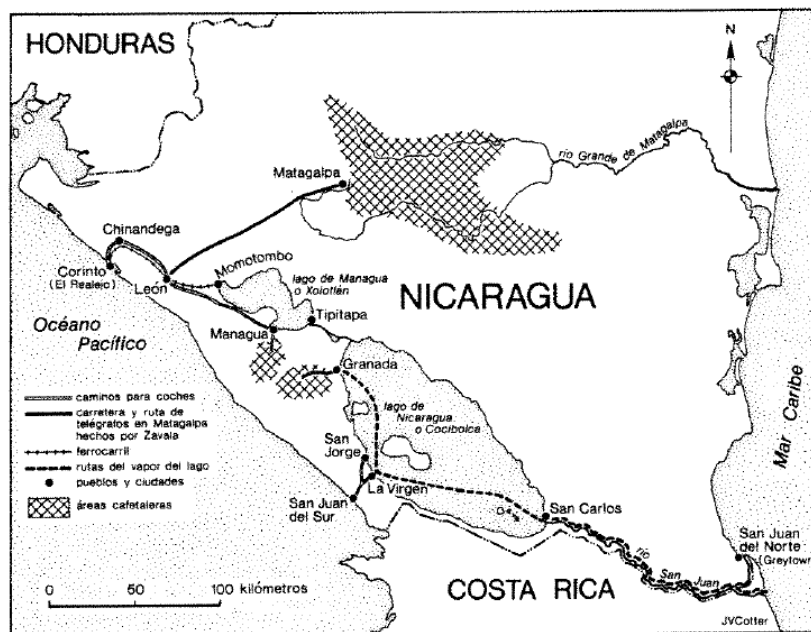 HONDURAS
N
río Grande de Matagalpa
Matagalpa
Chinandega
Corinto
(El Realejo)
León
Momotombo
lago de Managua
o Xolotlán
NICARAGUA
Océano
Pacífico
Managua
Tipitapa
Granada
lago de
Nicaragua
o Cocibolca
Mar Caribe
caminos para coches
carretera y ruta de
telégrafos en Matagalpa
hechos por Zavala
ferrocarril
rutas del vapor del lago
pueblos y ciudades
áreas cafetaleras
San
Jorge
La Virgen
San Juan
del Sur
San Carlos
río San Juan
San Juan
del Norte
(Greytown)
0 50 100 kilómetros
COSTA RICA
JVCotter